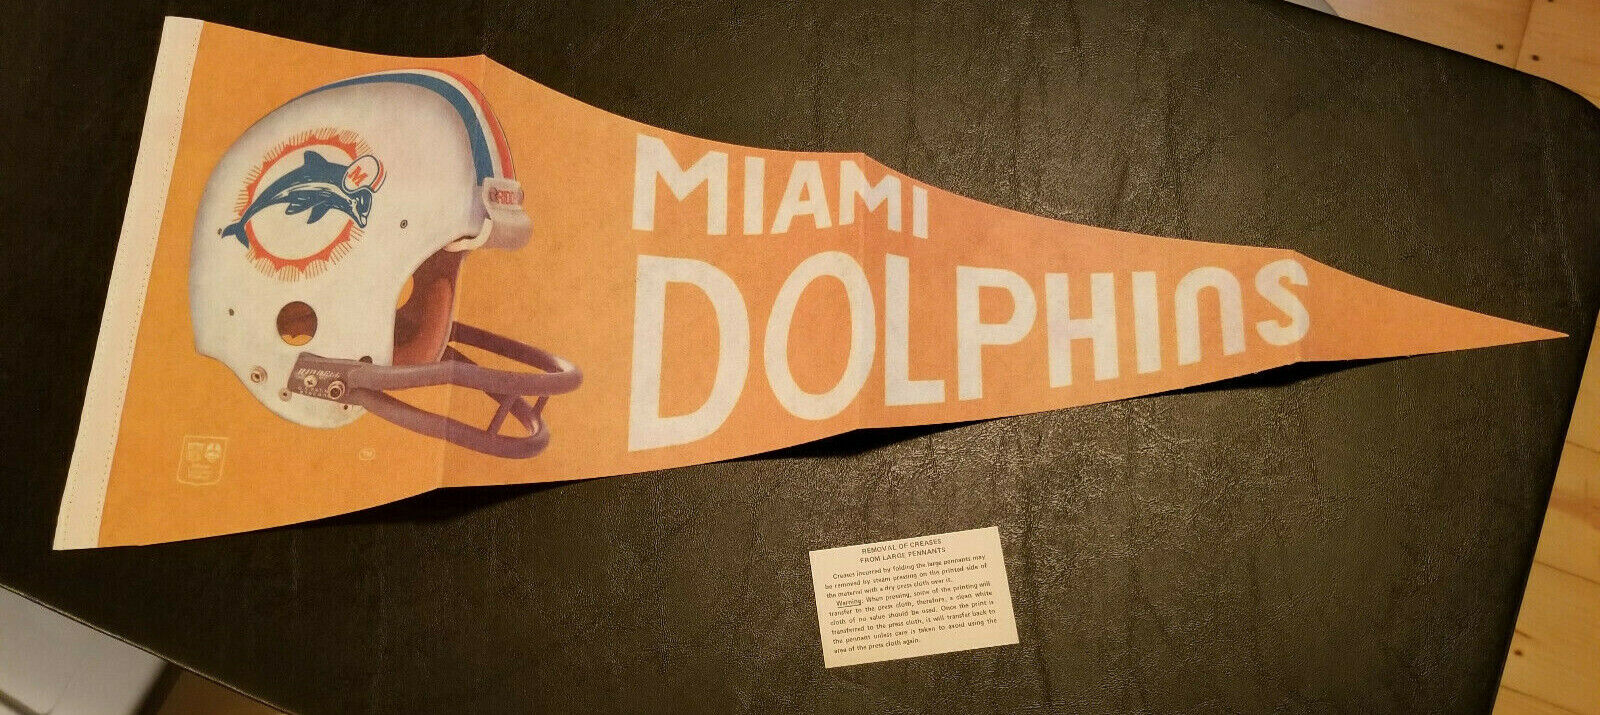 MIAMI
DOLPHINS
M
RIDD
TM
REMOVAL OF CREASES
FROM LARGE PENNANTS
Creases incurred by folding the large pennants may
be removed by steam pressing on the printed side of
the material with a dry press cloth over it.
Warning: When pressing, some of the printing will
transfer to the press cloth, therefore, a clean white
cloth of no value should be used. Once the print is
transferred to the press cloth, it will transfer back to
the pennant unless care is taken to avoid using the
area of the press cloth again.